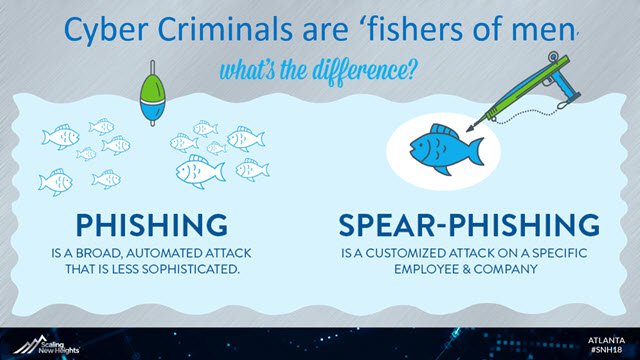 Cyber Criminals are ‘fishers of men’
what's the difference?
PHISHING
IS A BROAD, AUTOMATED ATTACK
THAT IS LESS SOPHISTICATED.
SPEAR-PHISHING
IS A CUSTOMIZED ATTACK ON A SPECIFIC
EMPLOYEE & COMPANY
Scaling
New Heights®
ATLANTA
#SNH18